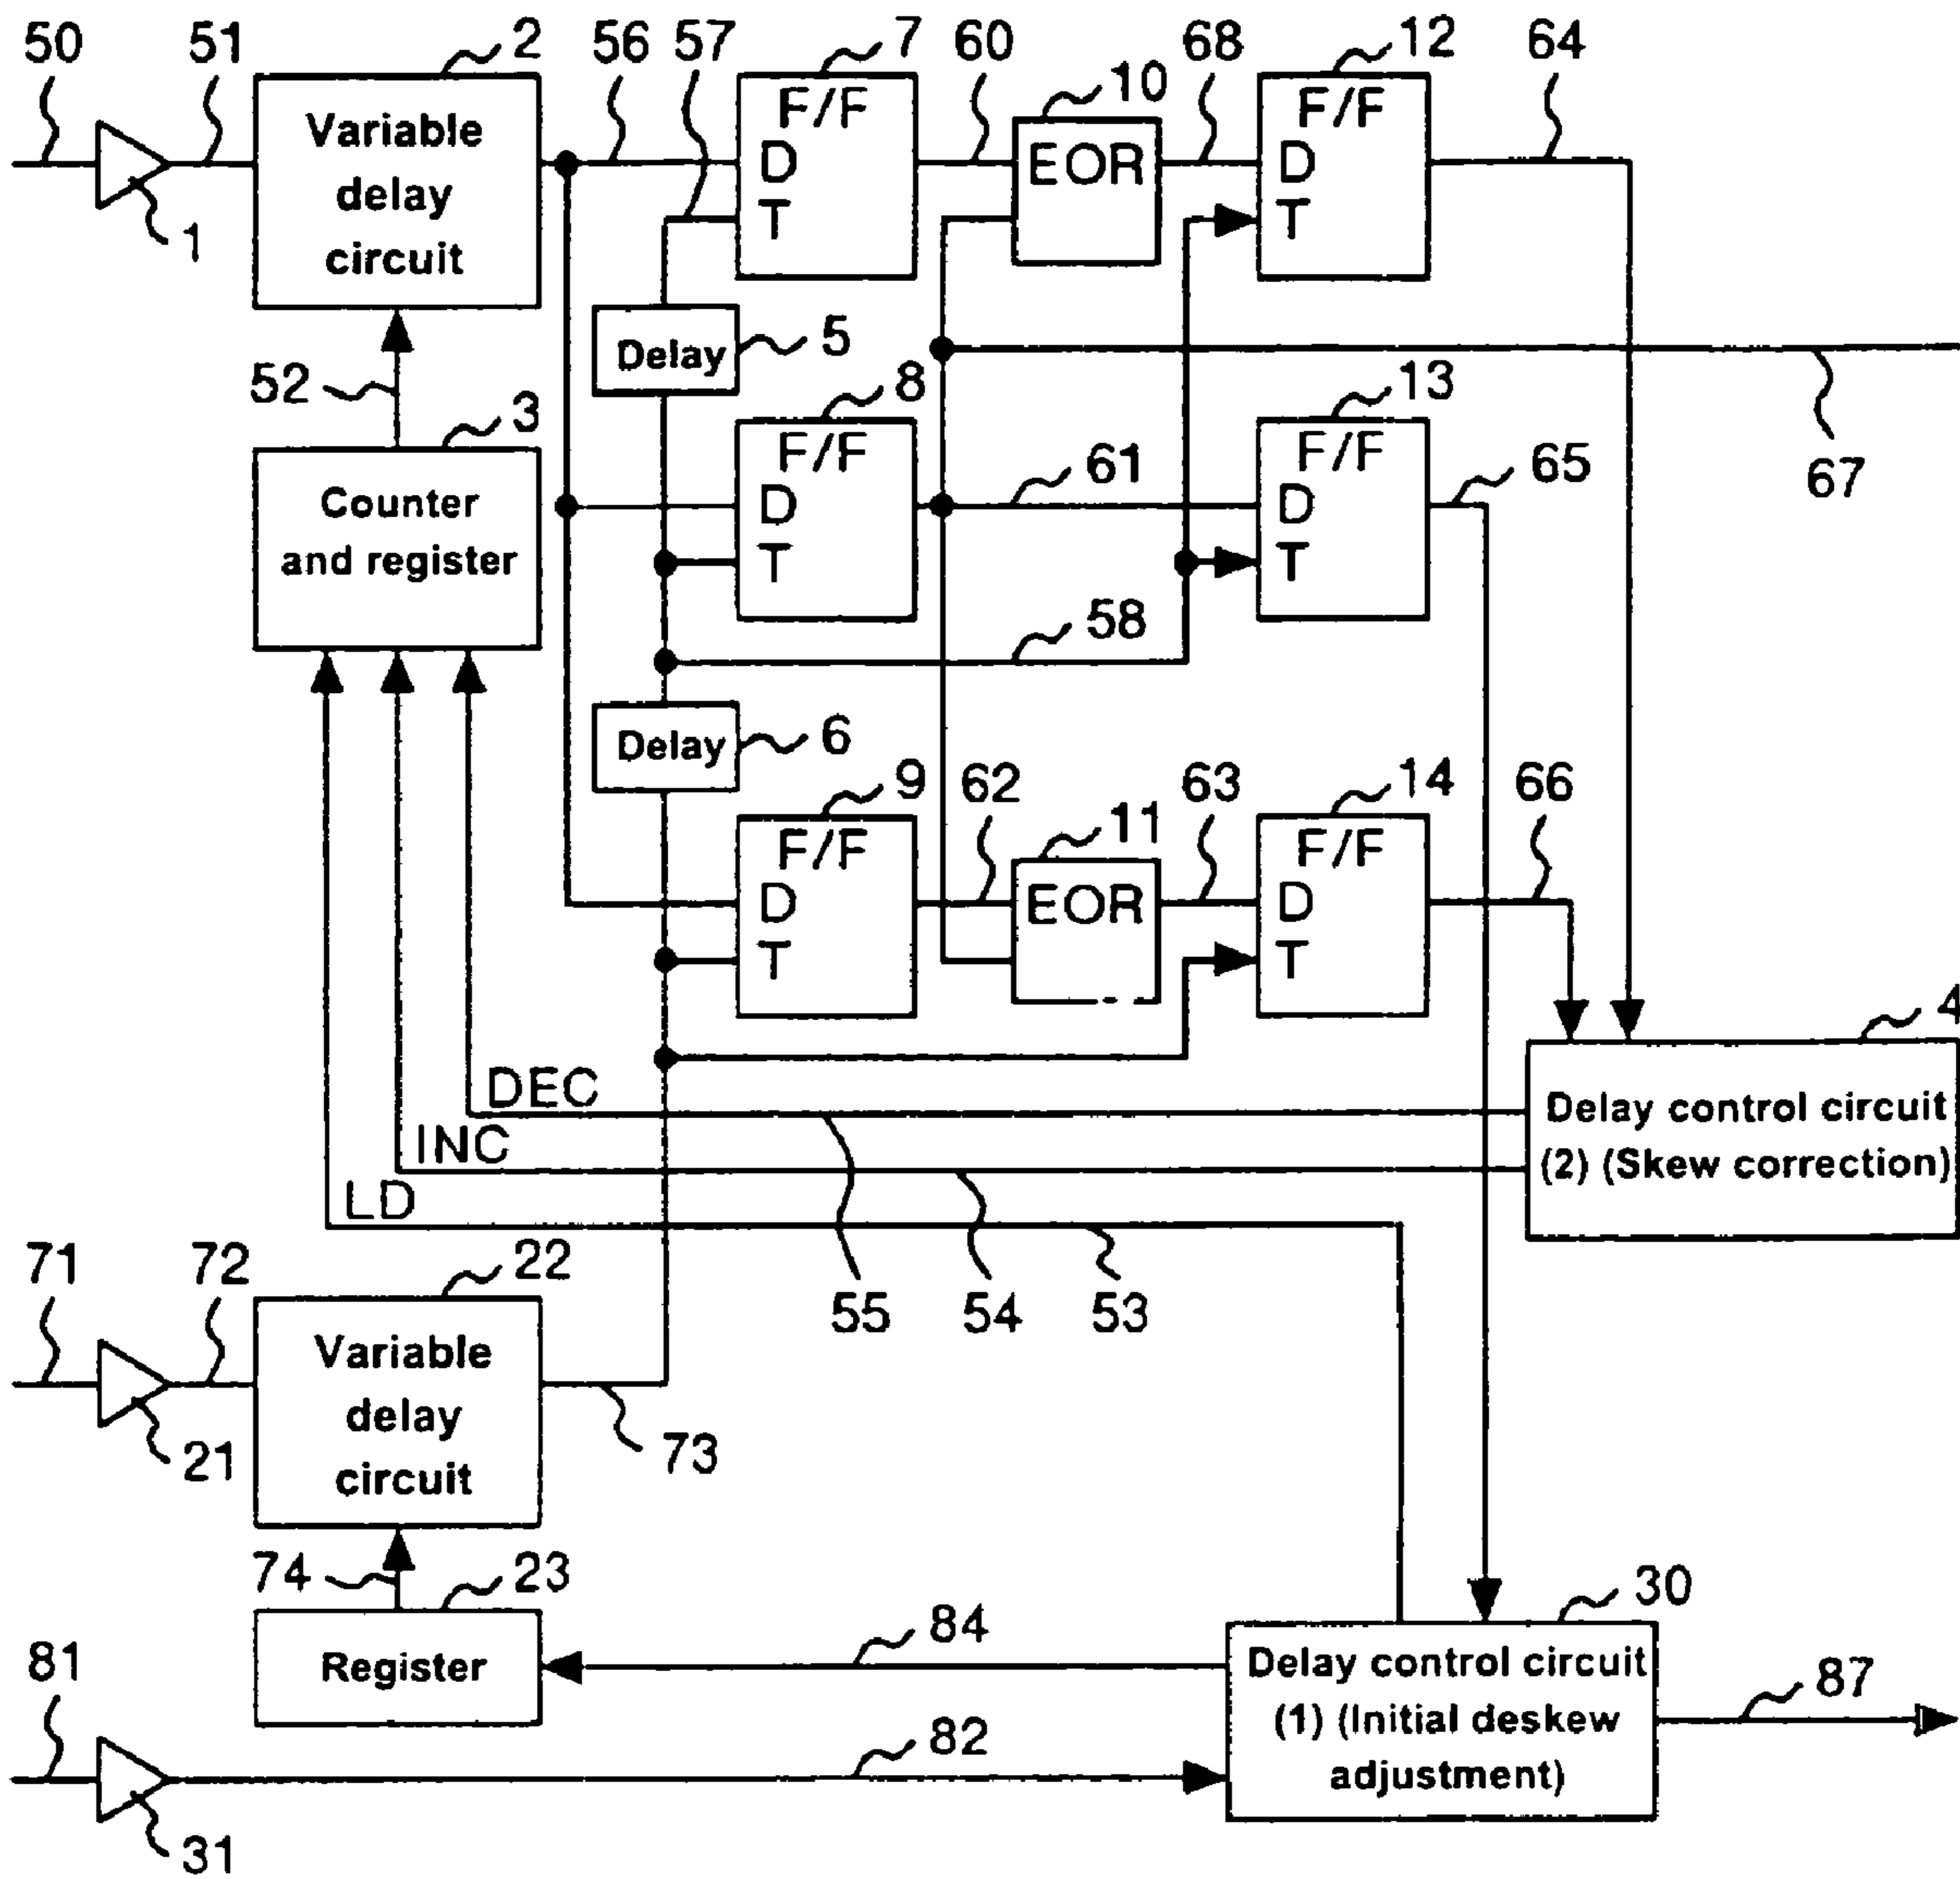 50 51 2 56 57 7 60 68 12 64
Variable
delay
circuit
1
F/F
D
T
10
EOR
F/F
D
T
Delay
5
52
3
8
13
67
Counter
and register
F/F
D
T
61
F/F
D
T
65
58
Delay
6
9
62
11
63
14
66
F/F
D
T
EOR
F/F
D
T
4
DEC
INC
LD
Delay control circuit
(2) (Skew correction)
55 54 53
71 72 22
Variable
delay
circuit
21
73
74
23
Register
84
30
Delay control circuit
(1) (Initial deskew
adjustment)
87
81
82
31